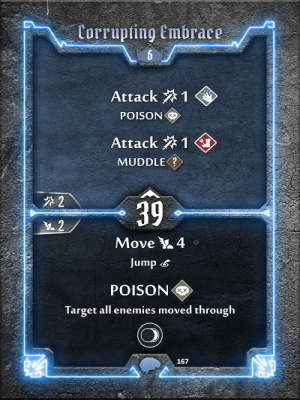 Corrupting Embrace
6
Attack 1
POISON
Attack 1
MUDDLE ?
2
39
2
Move 4
Jump
POISON
Target all enemies moved through
167